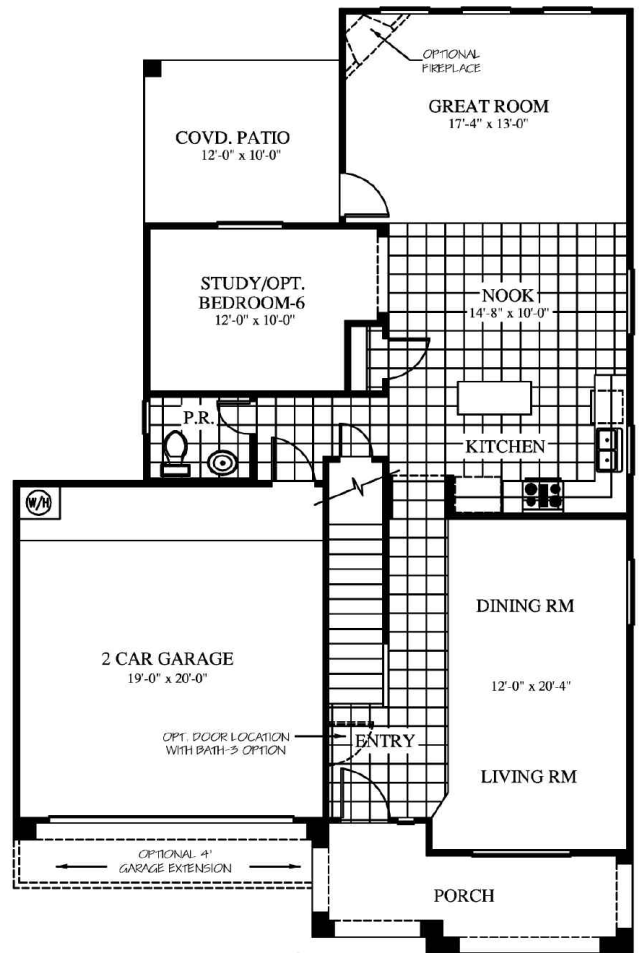 OPTIONAL
FIREPLACE
GREAT ROOM
17'-4" x 13'-0"
COVD. PATIO
12'-0" x 10'-0"
STUDY/OPT.
BEDROOM-6
12'-0" x 10'-0"
NOOK
14'-8" x 10'-0"
P.R.
KITCHEN
W/H
N
DINING RM
2 CAR GARAGE
19'-0" x 20'-0"
12'-0" x 20'-4"
OPT. DOOR LOCATION
WITH BATH-3 OPTION
ENTRY
LIVING RM
OPTIONAL 4'
GARAGE EXTENSION
PORCH